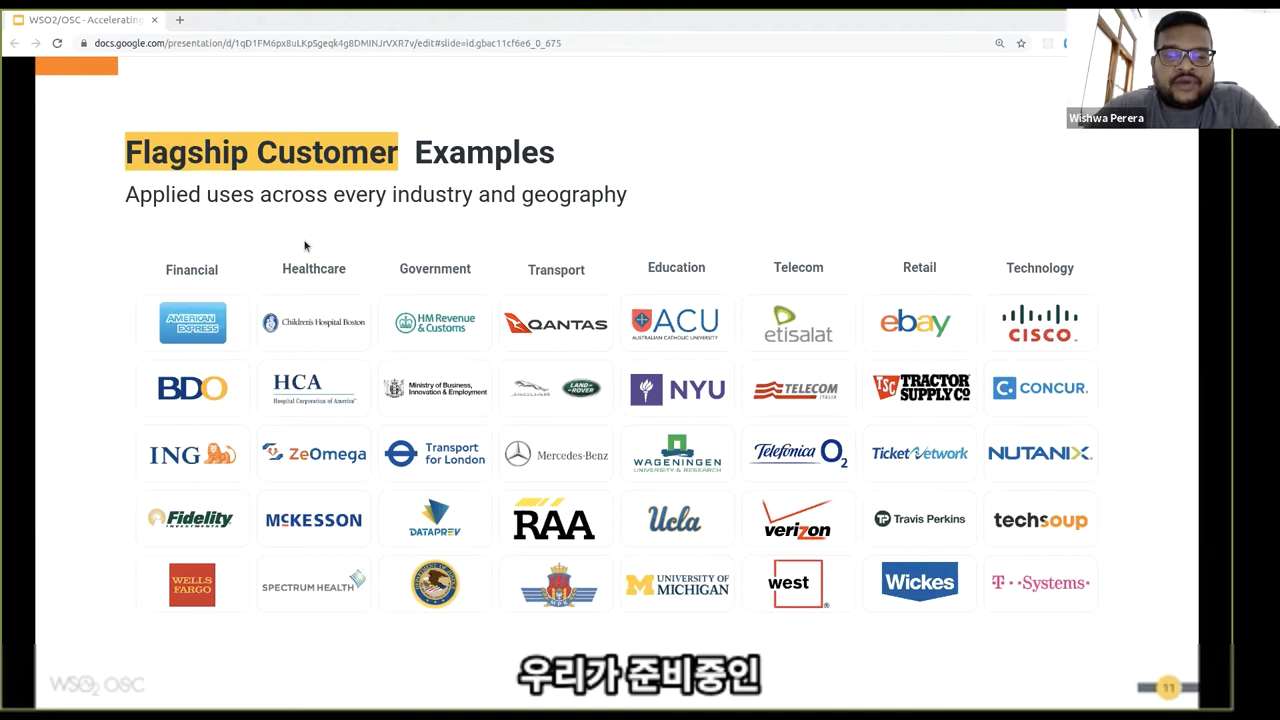 WSO2/OSC - Accelerating
docs.google.com/presentation/d/1qD1FM6px8uLKpSgeqk4g8DMINJrVXR7v/edit#slide=id.gbac11cf6e6_0_675
Wishwa Perera
Flagship Customer Examples
Applied uses across every industry and geography
Financial Healthcare Government Transport Education Telecom Retail Technology
AMERICAN EXPRESS Children's Hospital Boston HM Revenue & Customs QANTAS ACU AUSTRALIAN CATHOLIC UNIVERSITY etisalat ebay CISCO
BDO HCA Hospital Corporation of America JAGUAR LAND ROVER Ministry of Business, Innovation & Employment NYU TELECOM ITALIA TSC TRACTOR SUPPLY CO C. CONCUR.
ING ZeOmega Transport for London Mercedes-Benz WAGENINGEN UNIVERSITY & RESEARCH Telefónica O2 TicketNetwork NUTANIX
Fidelity INVESTMENTS MCKESSON DATAPREV RAA Ucla verizon Travis Perkins techsoup
WELLS FARGO SPECTRUM HEALTH MPK UNIVERSITY OF MICHIGAN west Wickes T··Systems·
우리가 준비중인
WSO2 OSC
11